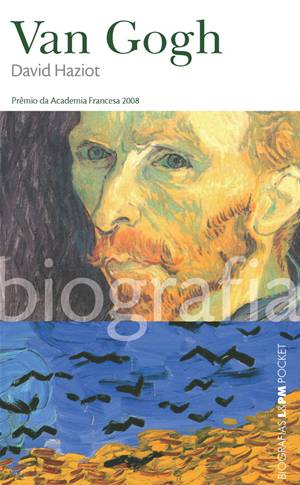 Van Gogh
David Haziot
Prêmio da Academia Francesa 2008
biografia
BIOGRAFIAS L&PM POCKET